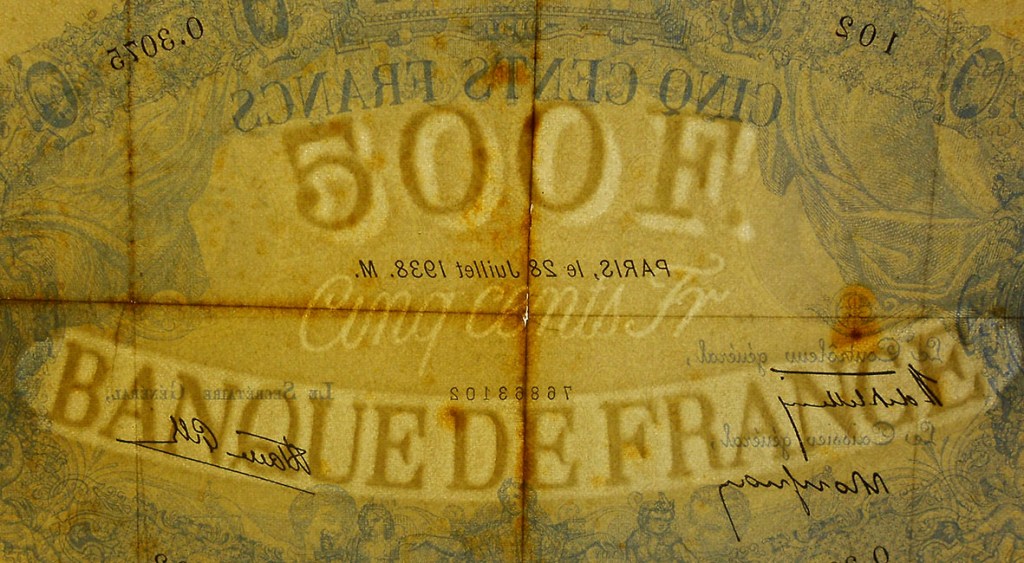 O.3075
102
CINQ CENTS FRANCS
500 F.
PARIS, le 28 Juillet 1938. M.
Cinq cents Fr
Le Contrôleur général,
LE SECRÉTAIRE GÉNÉRAL,
76863102
BANQUE DE FRANCE
Le Caissier général,